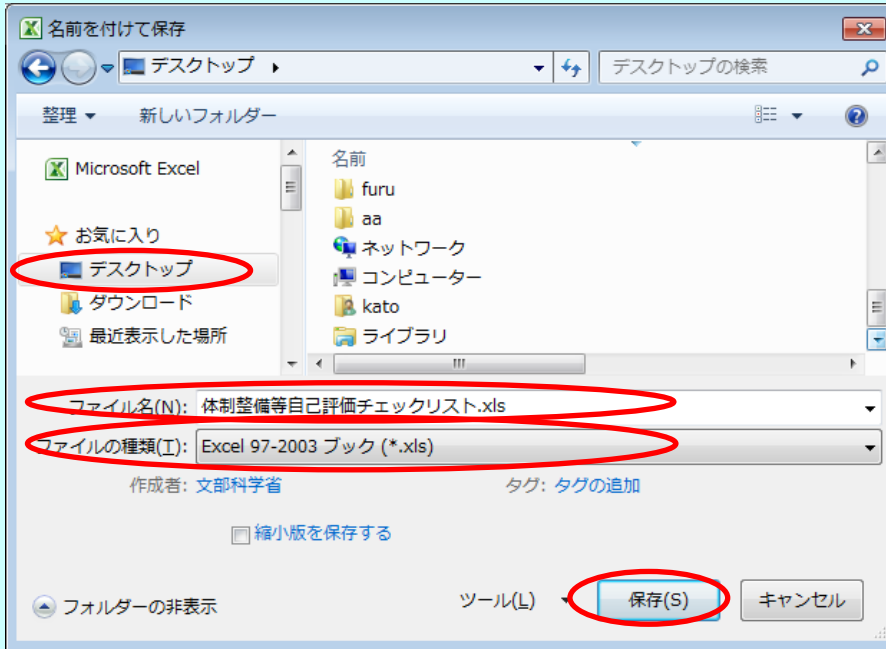 名前を付けて保存
デスクトップ
デスクトップの検索
整理
新しいフォルダー
Microsoft Excel
お気に入り
デスクトップ
ダウンロード
最近表示した場所
名前
furu
aa
ネットワーク
コンピューター
kato
ライブラリ
ファイル名(N): 体制整備等自己評価チェックリスト.xls
ファイルの種類(T): Excel 97-2003 ブック (*.xls)
作成者: 文部科学省
タグ: タグの追加
縮小版を保存する
フォルダーの非表示
ツール(L)
保存(S)
キャンセル